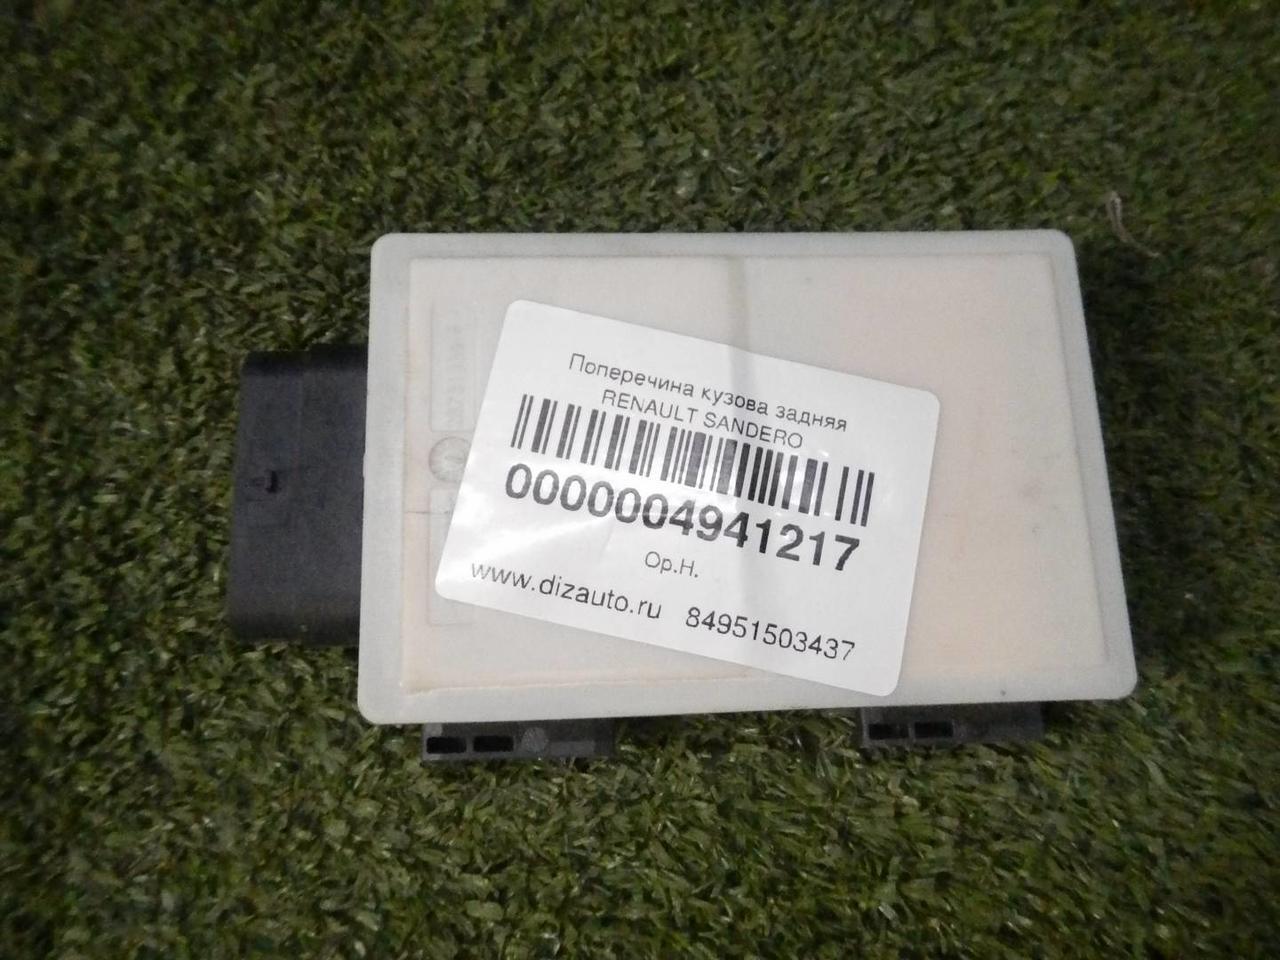 Поперечина кузова задняя
RENAULT SANDERO
0000004941217
Ор.Н.
www.dizauto.ru 84951503437